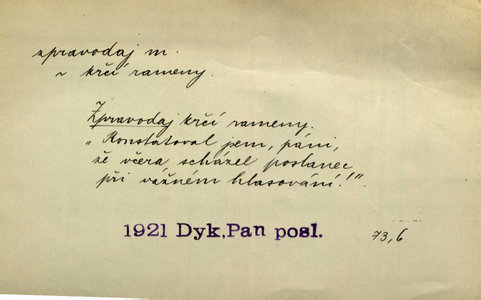 zpravodaj m.
~ krčí rameny.
Zpravodaj krčí rameny.
„Konstatoval jsem, páni,
že včera scházel poslanec
při vážném hlasování!"
1921 Dyk, Pan posl.
73,6